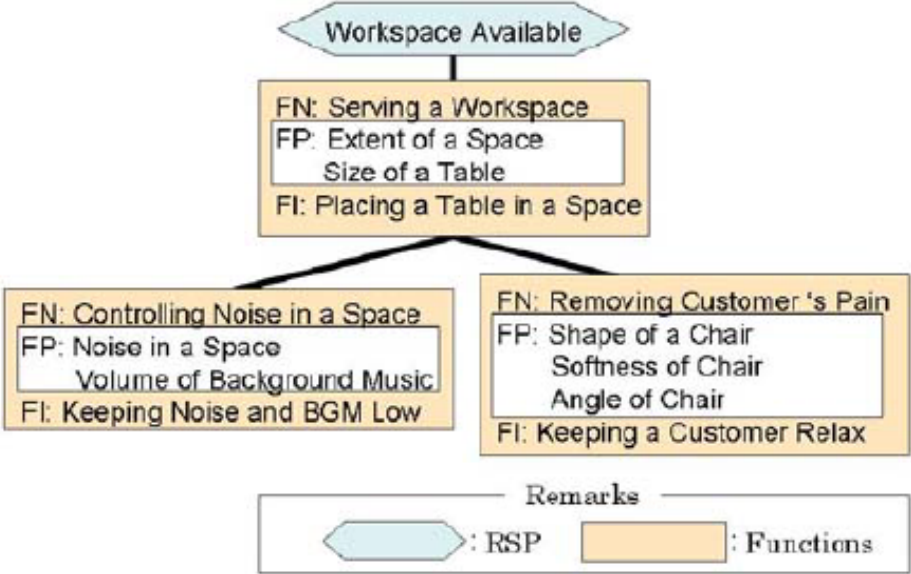 Workspace Available
FN: Serving a Workspace
FP: Extent of a Space
Size of a Table
FI: Placing a Table in a Space
FN: Controlling Noise in a Space
FP: Noise in a Space
Volume of Background Music
FI: Keeping Noise and BGM Low
FN: Removing Customer 's Pain
FP: Shape of a Chair
Softness of Chair
Angle of Chair
FI: Keeping a Customer Relax
Remarks
: RSP
: Functions